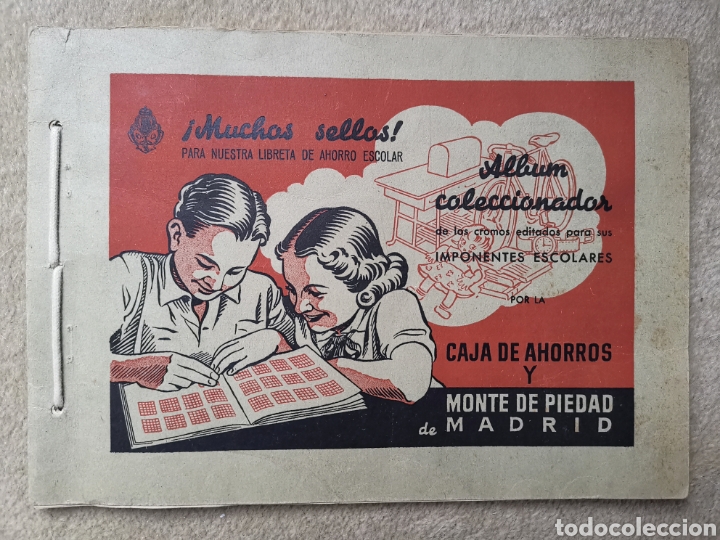 ¡Muchos sellos!
PARA NUESTRA LIBRETA DE AHORRO ESCOLAR
Album
coleccionador
de los cromos editados para sus
IMPONENTES ESCOLARES
POR LA
CAJA DE AHORROS
Y
MONTE DE PIEDAD
de MADRID
todocoleccion